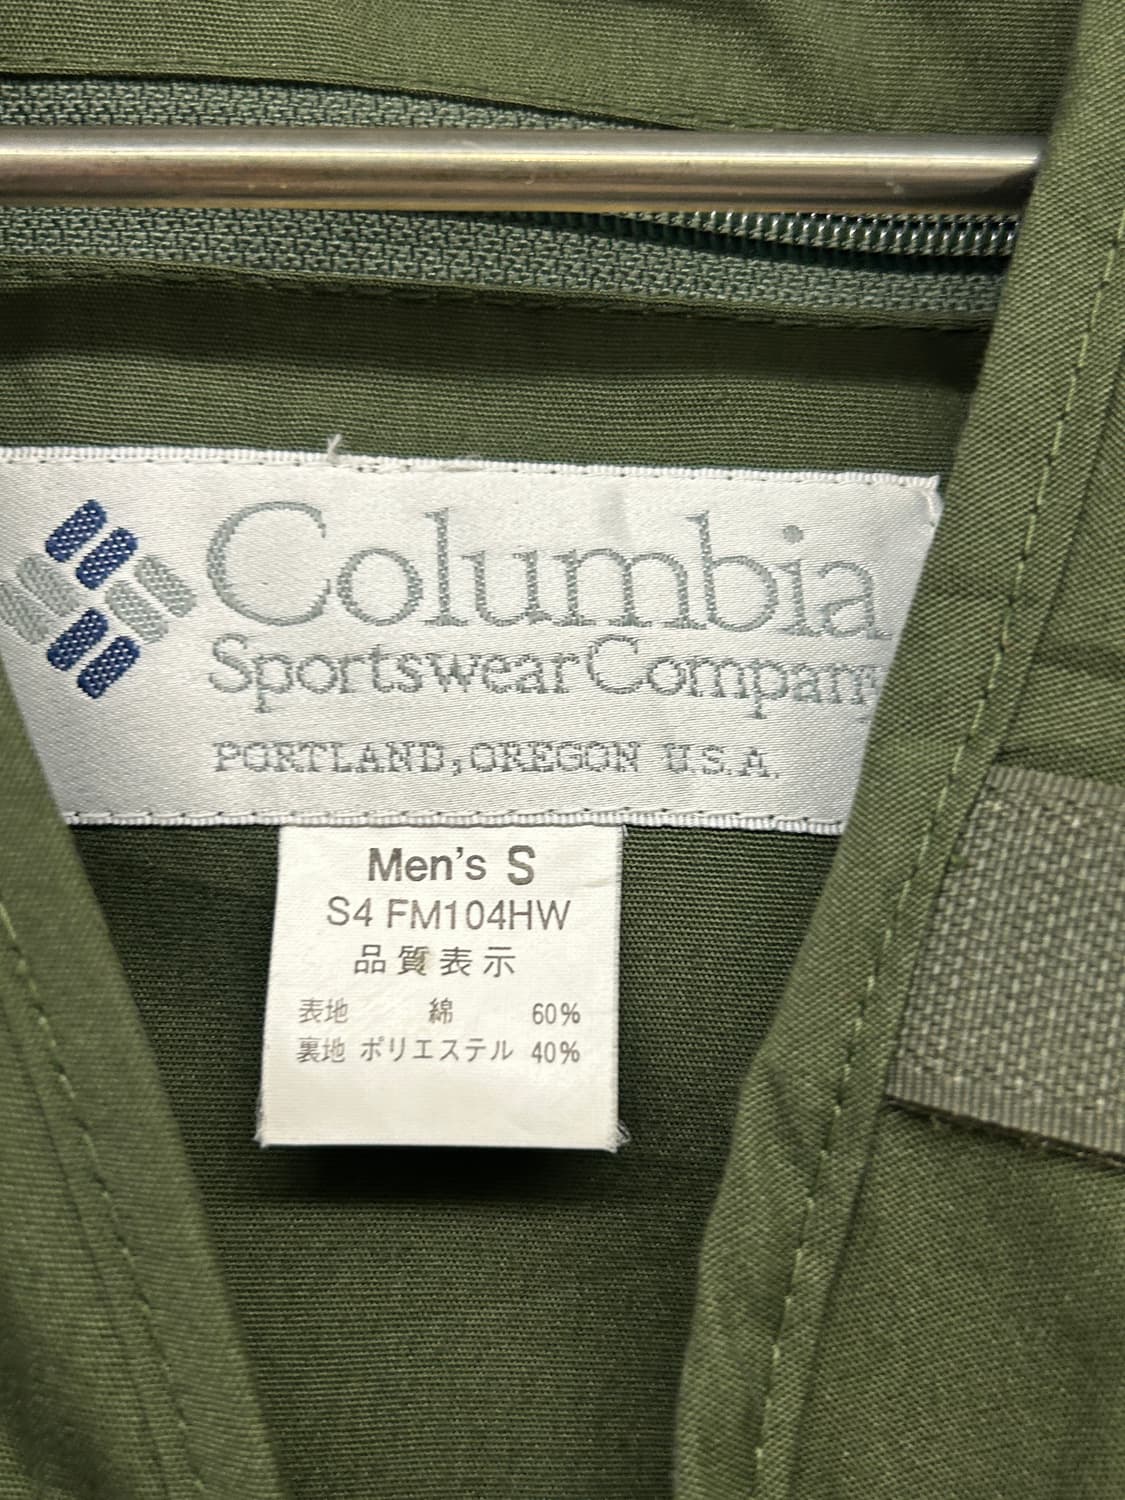 Columbia
Sportswear Company
PORTLAND, OREGON U.S.A.
Men's S
S4 FM104HW
品質表示
表地 綿 60%
裏地 ポリエステル 40%